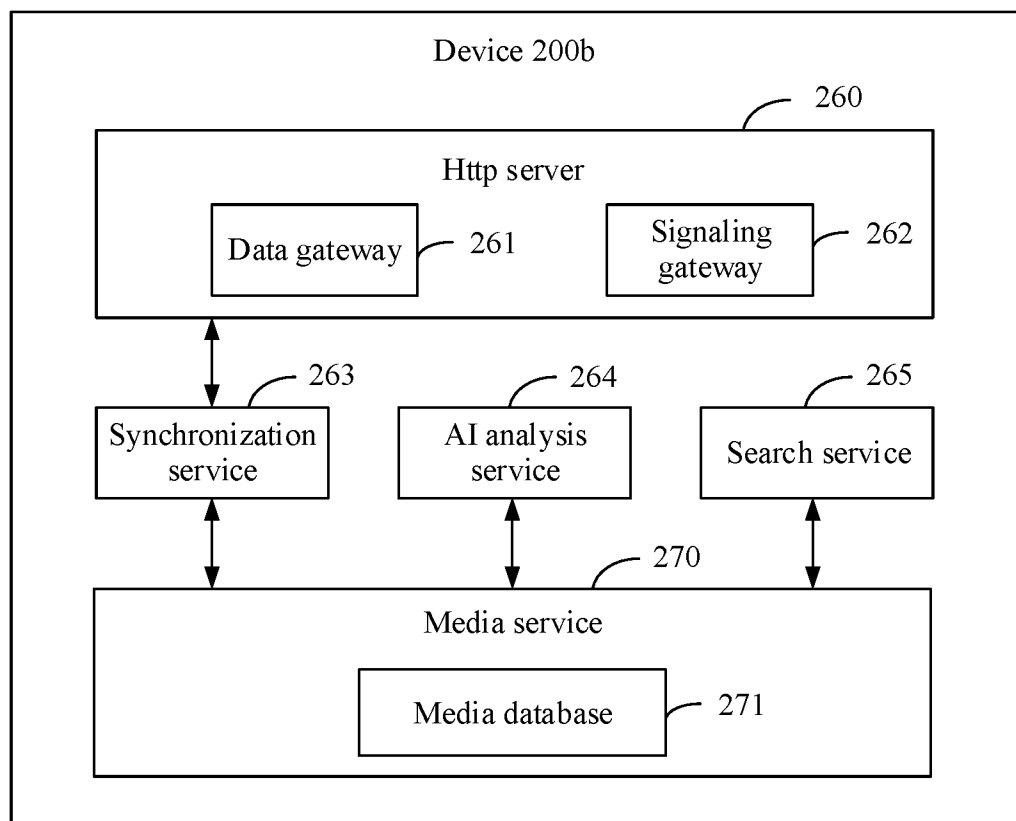 Device 200b
260
Http server
Data gateway
261
Signaling
gateway
262
263
264
265
Synchronization
service
AI analysis
service
Search service
270
Media service
Media database
271